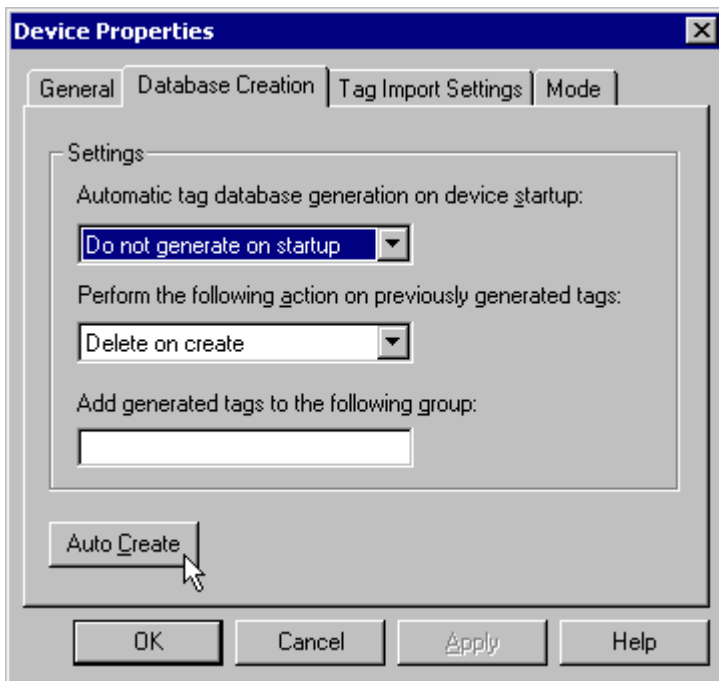 Device Properties
General Database Creation Tag Import Settings Mode
Settings
Automatic tag database generation on device startup:
Do not generate on startup
Perform the following action on previously generated tags:
Delete on create
Add generated tags to the following group:
Auto Create
OK Cancel Apply Help